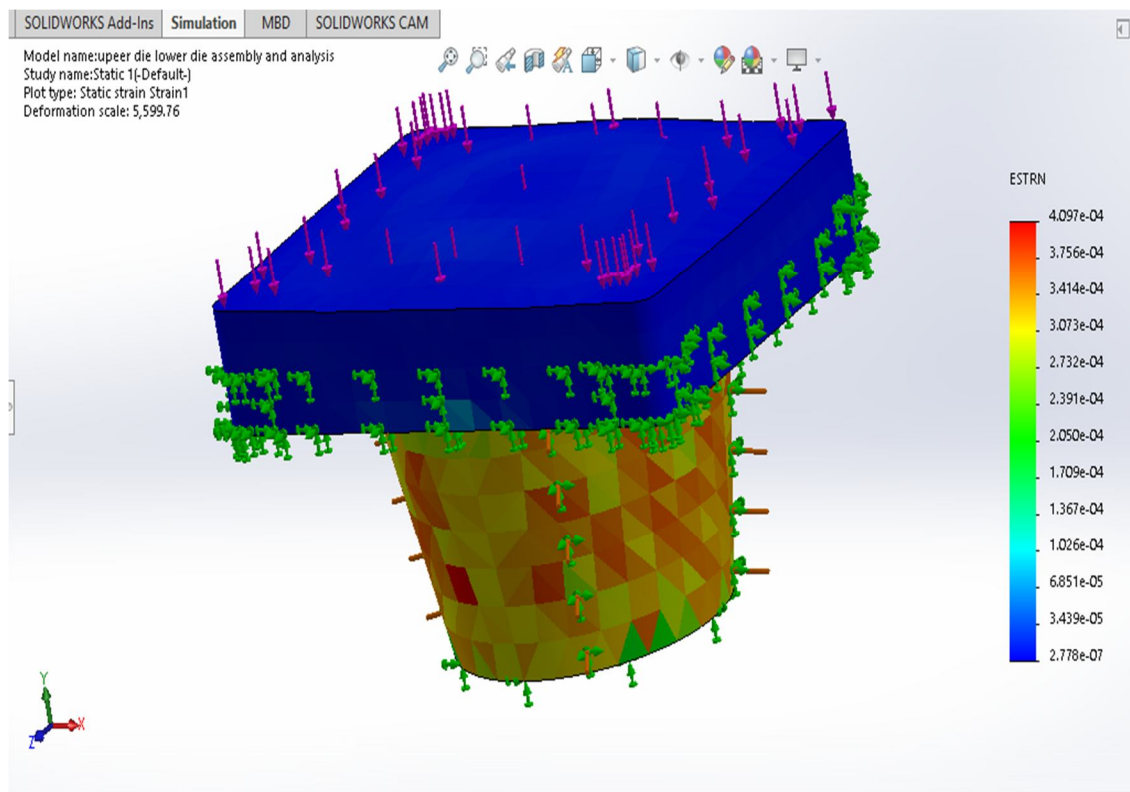 SOLIDWORKS Add-Ins Simulation MBD SOLIDWORKS CAM
Model name:upeer die lower die assembly and analysis
Study name:Static 1(-Default-)
Plot type: Static strain Strain1
Deformation scale: 5,599.76
ESTRN
4.097e-04
3.756e-04
3.414e-04
3.073e-04
2.732e-04
2.391e-04
2.050e-04
1.709e-04
1.367e-04
1.026e-04
6.851e-05
3.439e-05
2.778e-07
Y
X
Z